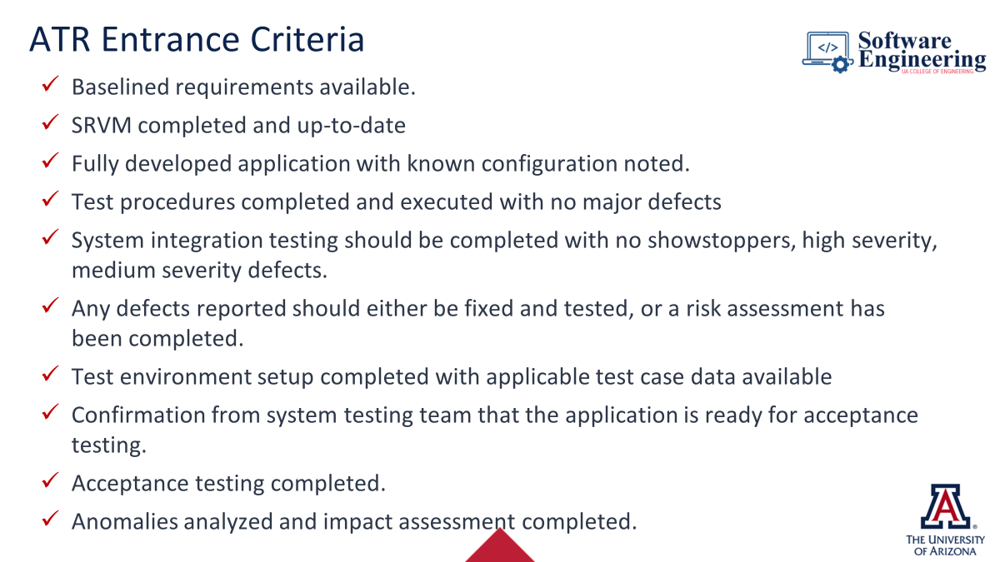 ATR Entrance Criteria
</> Software
Engineering
UA COLLEGE OF ENGINEERING
✓ Baselined requirements available.
✓ SRVM completed and up-to-date
✓ Fully developed application with known configuration noted.
✓ Test procedures completed and executed with no major defects
✓ System integration testing should be completed with no showstoppers, high severity,
medium severity defects.
✓ Any defects reported should either be fixed and tested, or a risk assessment has
been completed.
✓ Test environment setup completed with applicable test case data available
✓ Confirmation from system testing team that the application is ready for acceptance
testing.
✓ Acceptance testing completed.
✓ Anomalies analyzed and impact assessment completed.
A®
THE UNIVERSITY
OF ARIZONA